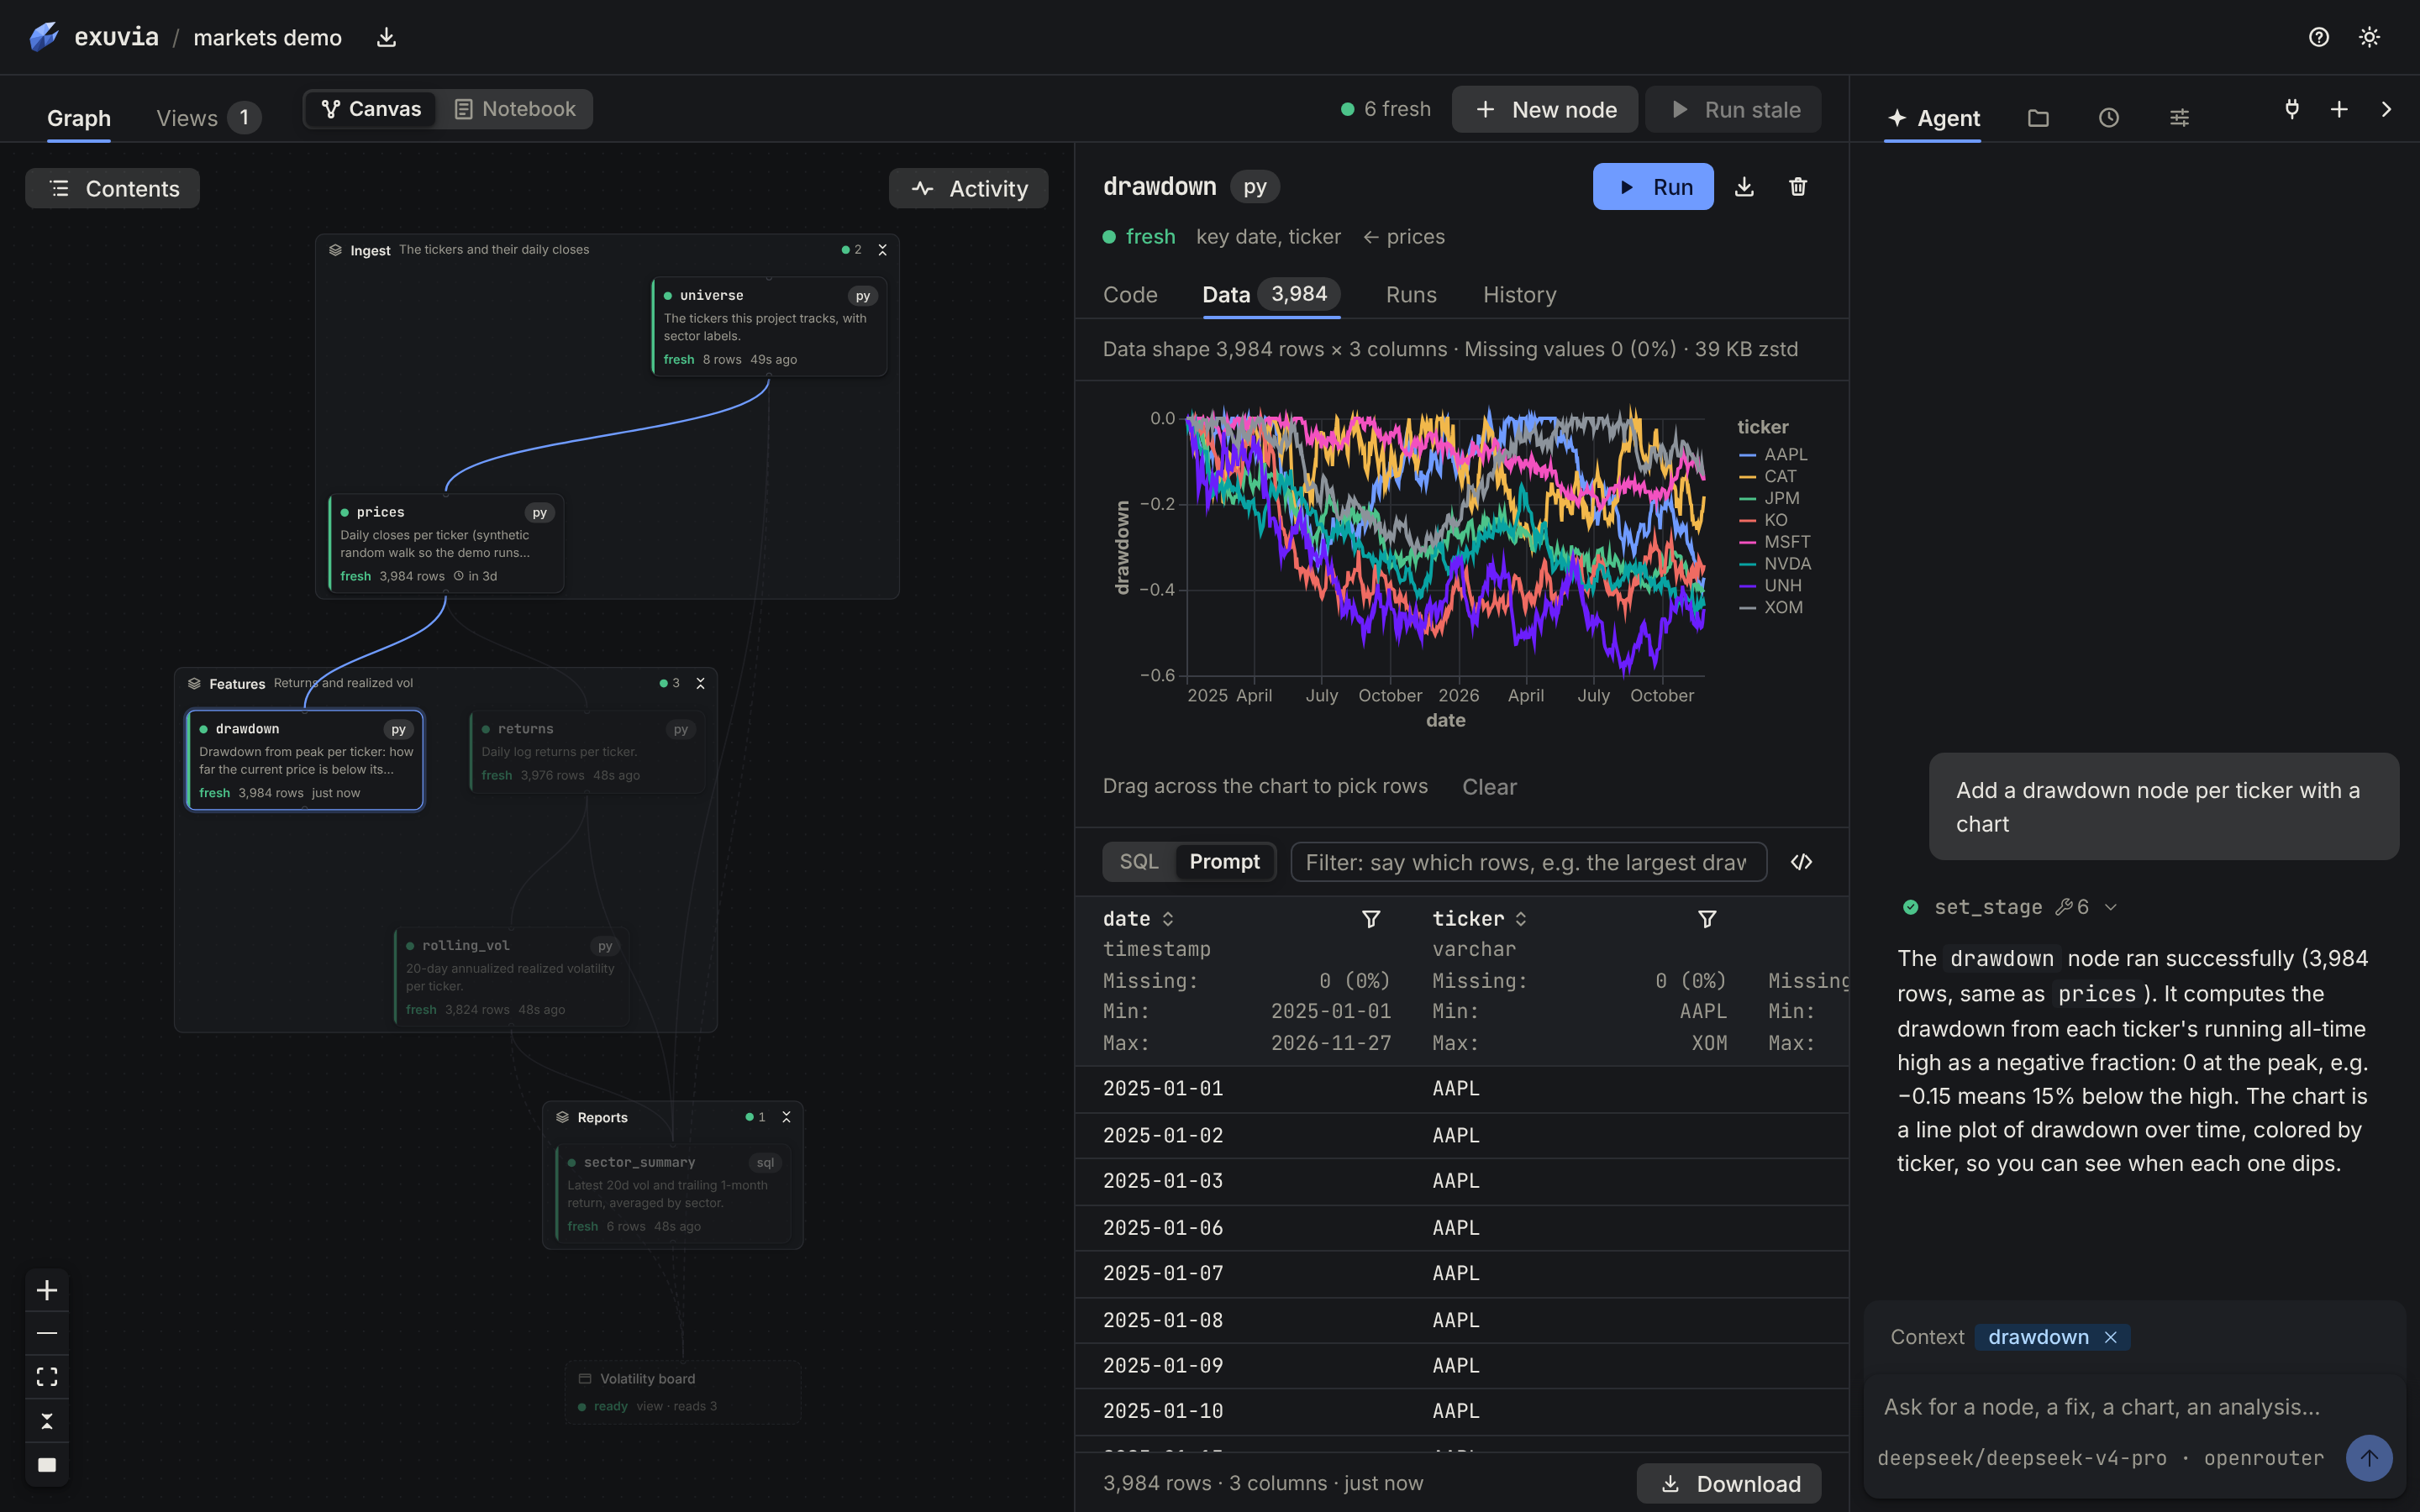 exuvia / markets demo
Graph
Views 1
Canvas
Notebook
6 fresh
New node
Run stale
Agent
Contents
Activity
Ingest The tickers and their daily closes 2
universe py
The tickers this project tracks, with
sector labels.
fresh 8 rows 49s ago
prices py
Daily closes per ticker (synthetic
random walk so the demo runs...
fresh 3,984 rows in 3d
Features Returns and realized vol 3
drawdown py
Drawdown from peak per ticker: how
far the current price is below its...
fresh 3,984 rows just now
returns py
Daily log returns per ticker.
fresh 3,976 rows 48s ago
rolling_vol py
20-day annualized realized volatility
per ticker.
fresh 3,824 rows 48s ago
Reports 1
sector_summary sql
Latest 20d vol and trailing 1-month
return, averaged by sector.
fresh 6 rows 48s ago
Volatility board
ready view · reads 3
drawdown py
Run
fresh key date, ticker ← prices
Code
Data 3,984
Runs
History
Data shape 3,984 rows × 3 columns · Missing values 0 (0%) · 39 KB zstd
0.0
−0.2
−0.4
−0.6
drawdown
2025 April July October 2026 April July October
date
ticker
AAPL
CAT
JPM
KO
MSFT
NVDA
UNH
XOM
Drag across the chart to pick rows Clear
SQL Prompt Filter: say which rows, e.g. the largest draw
date ticker
timestamp varchar
Missing: 0 (0%) Missing: 0 (0%) Missing
Min: 2025-01-01 Min: AAPL Min:
Max: 2026-11-27 Max: XOM Max:
2025-01-01 AAPL
2025-01-02 AAPL
2025-01-03 AAPL
2025-01-06 AAPL
2025-01-07 AAPL
2025-01-08 AAPL
2025-01-09 AAPL
2025-01-10 AAPL
3,984 rows · 3 columns · just now
Download
Add a drawdown node per ticker with a
chart
set_stage 6
The drawdown node ran successfully (3,984
rows, same as prices ). It computes the
drawdown from each ticker's running all-time
high as a negative fraction: 0 at the peak, e.g.
−0.15 means 15% below the high. The chart is
a line plot of drawdown over time, colored by
ticker, so you can see when each one dips.
Context drawdown
Ask for a node, a fix, a chart, an analysis...
deepseek/deepseek-v4-pro · openrouter